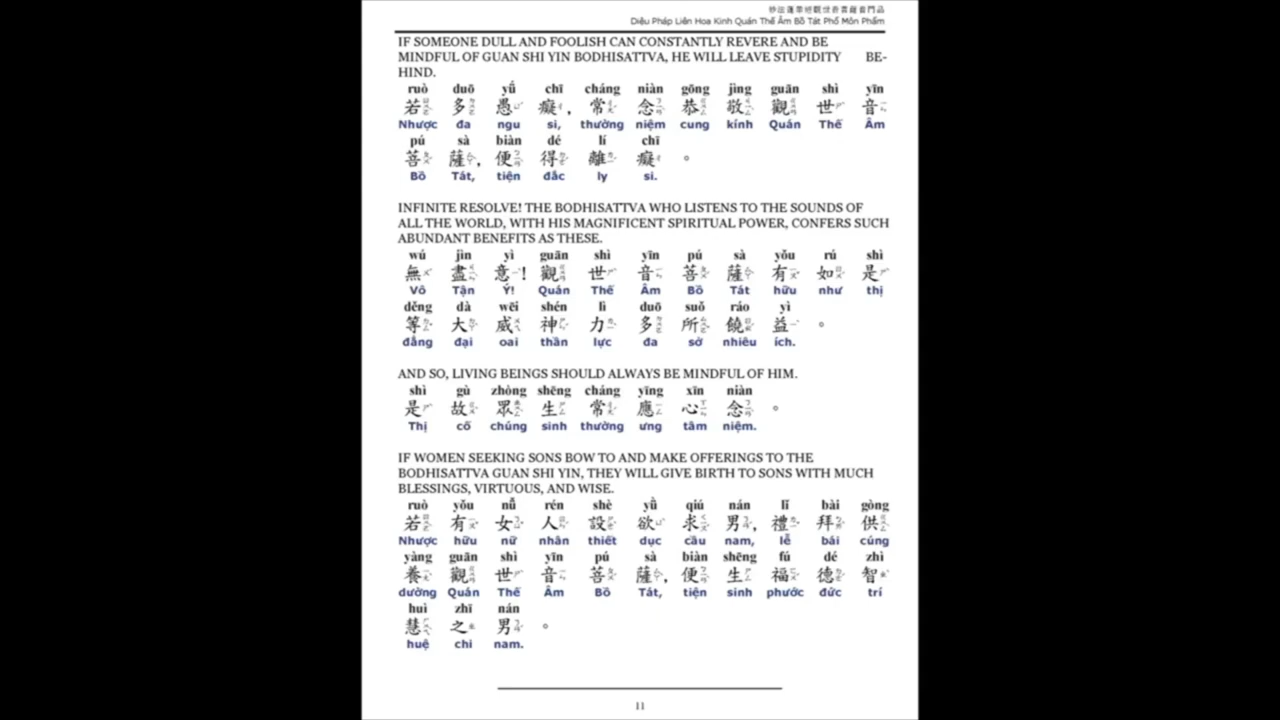 妙法蓮華經觀世音菩薩普門品
Diệu Pháp Liên Hoa Kinh Quán Thế Âm Bồ Tát Phổ Môn Phẩm
IF SOMEONE DULL AND FOOLISH CAN CONSTANTLY REVERE AND BE
MINDFUL OF GUAN SHI YIN BODHISATTVA, HE WILL LEAVE STUPIDITY BE-
HIND.
ruò duō yǘ chī cháng niàn gōng jìng guān shì yīn
若 多 愚 癡, 常 念 恭 敬 觀 世 音
Nhược đa ngu si, thường niệm cung kính Quán Thế Âm
pú sà biàn dé lí chī
菩 薩, 便 得 離 癡 。
Bồ Tát, tiện đắc ly si.
INFINITE RESOLVE! THE BODHISATTVA WHO LISTENS TO THE SOUNDS OF
ALL THE WORLD, WITH HIS MAGNIFICENT SPIRITUAL POWER, CONFERS SUCH
ABUNDANT BENEFITS AS THESE.
wú jìn yì guān shì yīn pú sà yǒu rú shì
無 盡 意! 觀 世 音 菩 薩 有 如 是
Vô Tận Ý! Quán Thế Âm Bồ Tát hữu như thị
děng dà wēi shén lì duō suǒ ráo yì
等 大 威 神 力 多 所 饒 益 。
đẳng đại oai thần lực đa sở nhiêu ích.
AND SO, LIVING BEINGS SHOULD ALWAYS BE MINDFUL OF HIM.
shì gù zhòng shēng cháng yīng xīn niàn
是 故 眾 生 常 應 心 念 。
Thị cố chúng sinh thường ưng tâm niệm.
IF WOMEN SEEKING SONS BOW TO AND MAKE OFFERINGS TO THE
BODHISATTVA GUAN SHI YIN, THEY WILL GIVE BIRTH TO SONS WITH MUCH
BLESSINGS, VIRTUOUS, AND WISE.
ruò yǒu nǚ rén shè yǜ qiú nán lǐ bài gòng
若 有 女 人 設 欲 求 男, 禮 拜 供
Nhược hữu nữ nhân thiết dục cầu nam, lễ bái cúng
yàng guān shì yīn pú sà biàn shēng fú dé zhì
養 觀 世 音 菩 薩, 便 生 福 德 智
dưỡng Quán Thế Âm Bồ Tát, tiện sinh phước đức trí
huì zhī nán
慧 之 男 。
huệ chi nam.
11